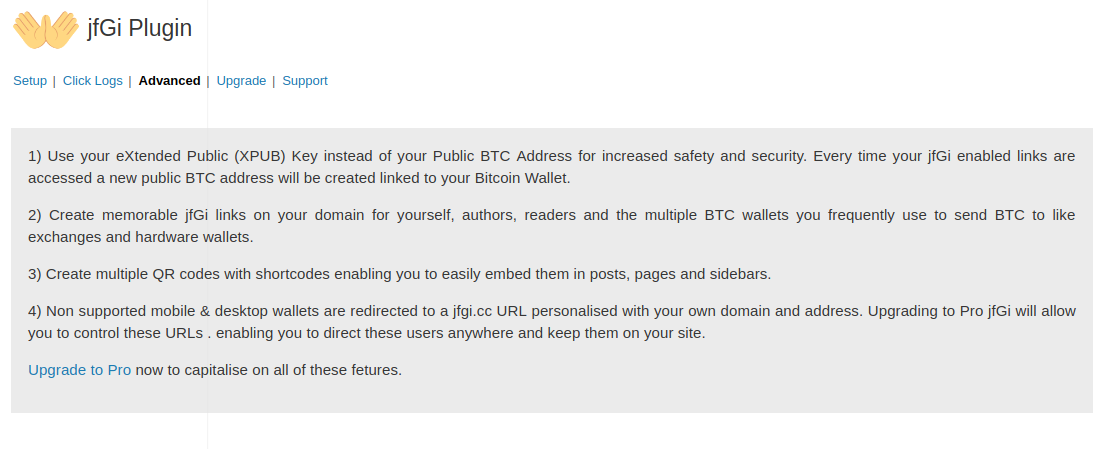 jfGi Plugin
Setup | Click Logs | Advanced | Upgrade | Support
1) Use your eXtended Public (XPUB) Key instead of your Public BTC Address for increased safety and security. Every time your jfGi enabled links are
accessed a new public BTC address will be created linked to your Bitcoin Wallet.
2) Create memorable jfGi links on your domain for yourself, authors, readers and the multiple BTC wallets you frequently use to send BTC to like
exchanges and hardware wallets.
3) Create multiple QR codes with shortcodes enabling you to easily embed them in posts, pages and sidebars.
4) Non supported mobile & desktop wallets are redirected to a jfgi.cc URL personalised with your own domain and address. Upgrading to Pro jfGi will allow
you to control these URLs . enabling you to direct these users anywhere and keep them on your site.
Upgrade to Pro now to capitalise on all of these fetures.